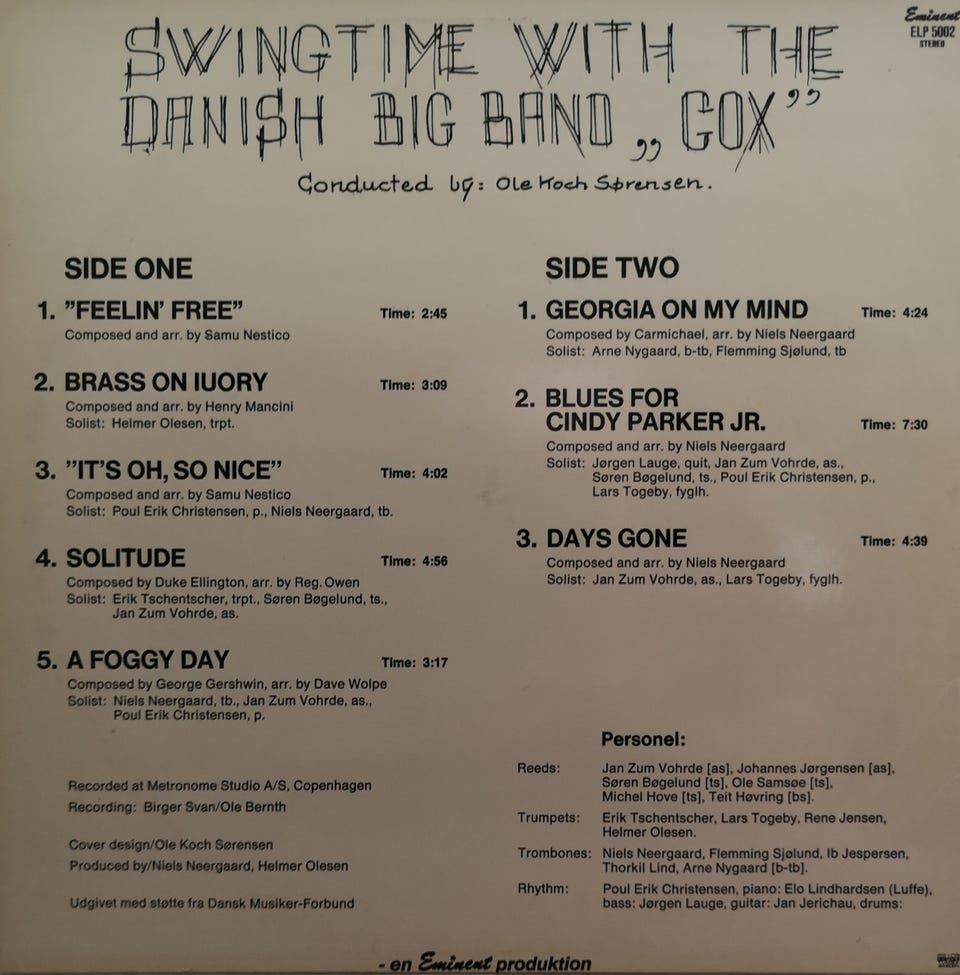 SWINGTIME WITH THE
DANISH BIG BAND „COX”
Conducted by: Ole Koch Sørensen.
Eminent
ELP 5002
STEREO
SIDE ONE
1. ”FEELIN’ FREE” Time: 2:45
Composed and arr. by Samu Nestico
2. BRASS ON IUORY Time: 3:09
Composed and arr. by Henry Mancini
Solist: Helmer Olesen, trpt.
3. ”IT’S OH, SO NICE” Time: 4:02
Composed and arr. by Samu Nestico
Solist: Poul Erik Christensen, p., Niels Neergaard, tb.
4. SOLITUDE Time: 4:56
Composed by Duke Ellington, arr. by Reg. Owen
Solist: Erik Tschentscher, trpt., Søren Bøgelund, ts.,
Jan Zum Vohrde, as.
5. A FOGGY DAY Time: 3:17
Composed by George Gershwin, arr. by Dave Wolpe
Solist: Niels Neergaard, tb., Jan Zum Vohrde, as.,
Poul Erik Christensen, p.
Recorded at Metronome Studio A/S, Copenhagen
Recording: Birger Svan/Ole Bernth
Cover design/Ole Koch Sørensen
Produced by/Niels Neergaard, Helmer Olesen
Udgivet med støtte fra Dansk Musiker-Forbund
SIDE TWO
1. GEORGIA ON MY MIND Time: 4:24
Composed by Carmichael, arr. by Niels Neergaard
Solist: Arne Nygaard, b-tb, Flemming Sjølund, tb
2. BLUES FOR
CINDY PARKER JR. Time: 7:30
Composed and arr. by Niels Neergaard
Solist: Jørgen Lauge, quit, Jan Zum Vohrde, as.,
Søren Bøgelund, ts., Poul Erik Christensen, p.,
Lars Togeby, fyglh.
3. DAYS GONE Time: 4:39
Composed and arr. by Niels Neergaard
Solist: Jan Zum Vohrde, as., Lars Togeby, fyglh.
Personel:
Reeds: Jan Zum Vohrde [as], Johannes Jørgensen [as],
Søren Bøgelund [ts], Ole Samsøe [ts],
Michel Hove [ts], Teit Høvring [bs].
Trumpets: Erik Tschentscher, Lars Togeby, Rene Jensen,
Helmer Olesen.
Trombones: Niels Neergaard, Flemming Sjølund, Ib Jespersen,
Thorkil Lind, Arne Nygaard [b-tb].
Rhythm: Poul Erik Christensen, piano: Elo Lindhardsen (Luffe),
bass: Jørgen Lauge, guitar: Jan Jerichau, drums:
- en Eminent produktion